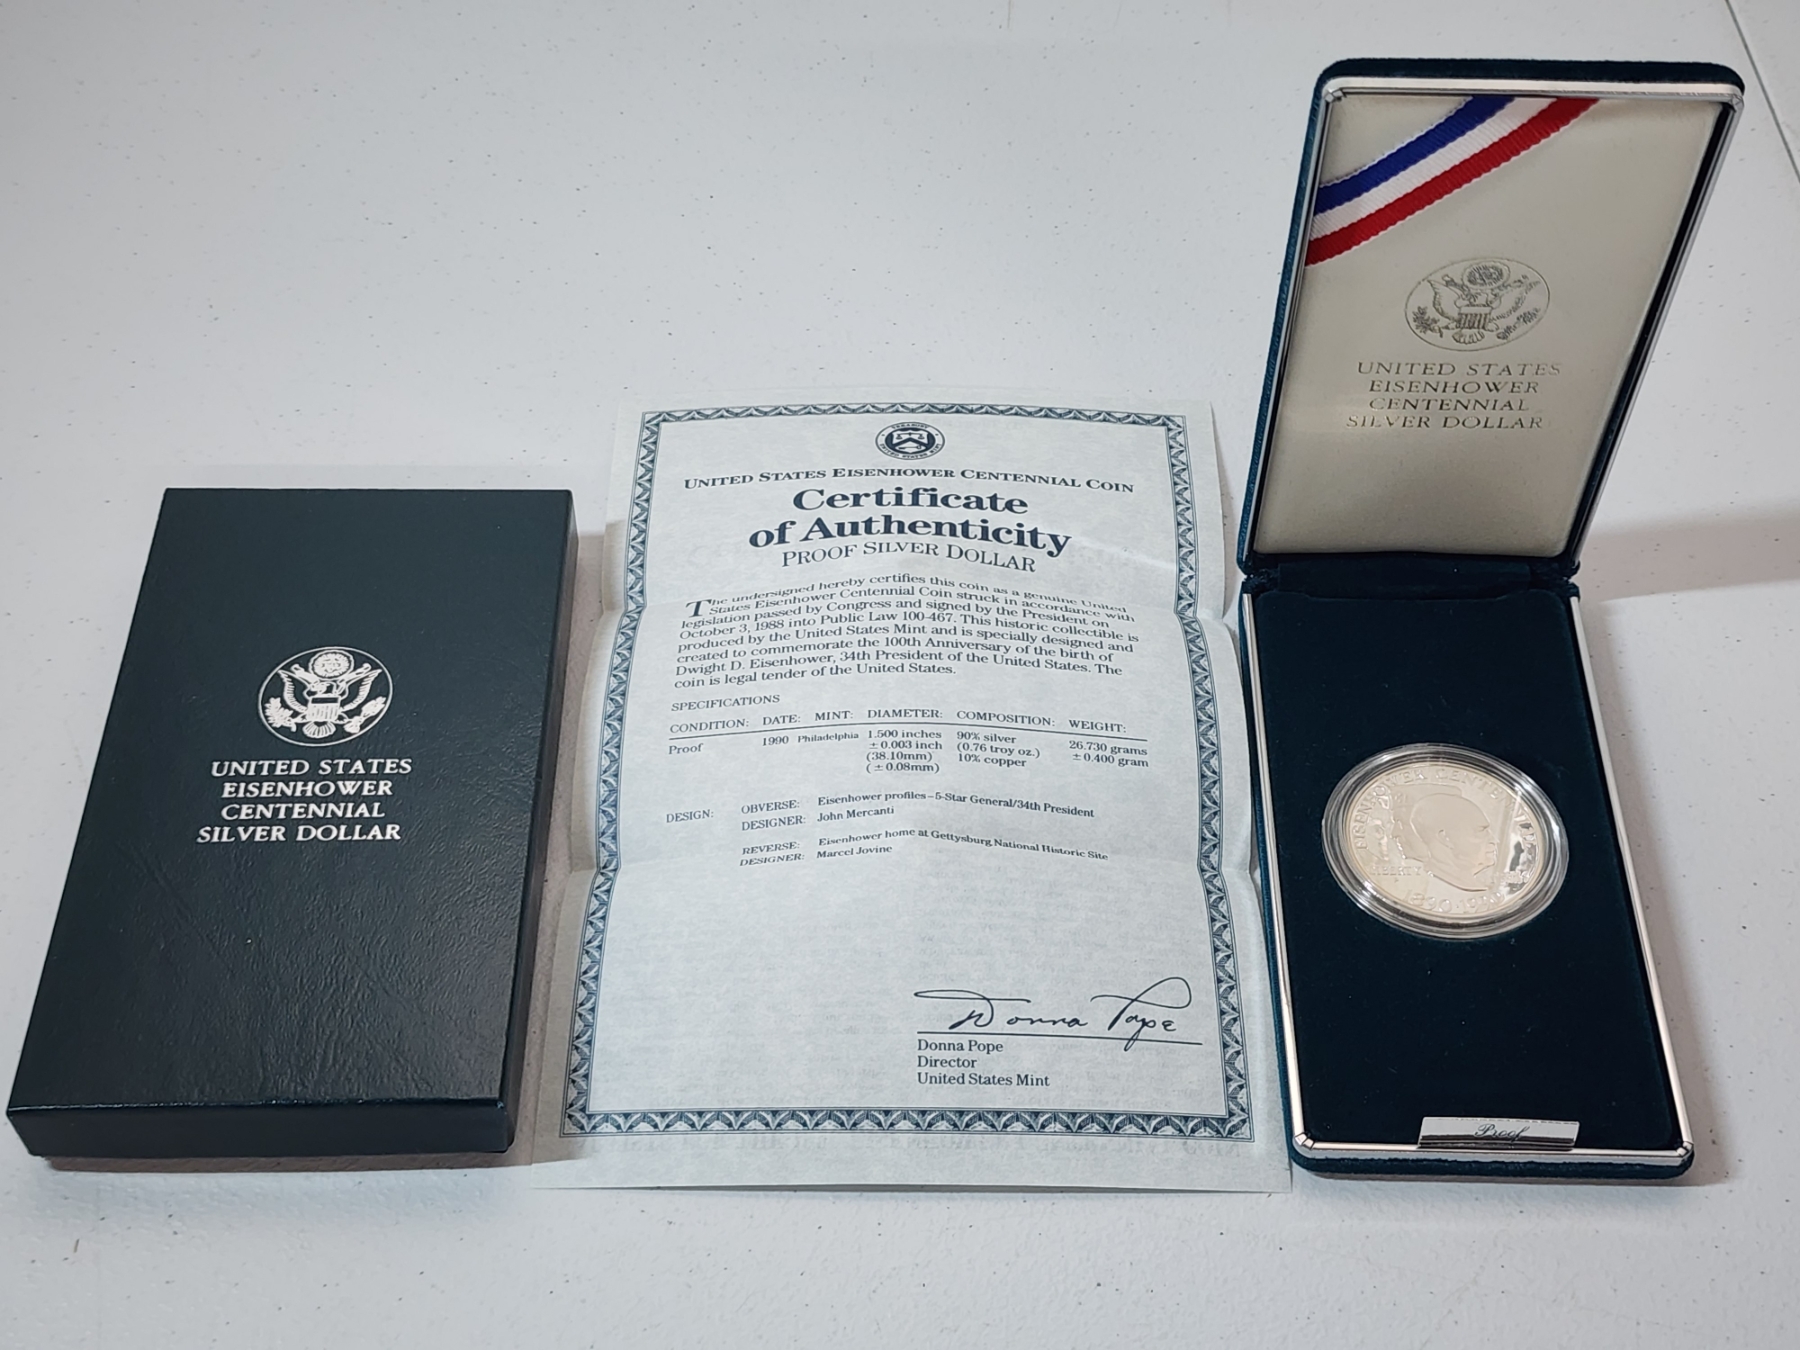 UNITED STATES
EISENHOWER
CENTENNIAL
SILVER DOLLAR
UNITED STATES EISENHOWER CENTENNIAL COIN
Certificate
of Authenticity
PROOF SILVER DOLLAR
The undersigned hereby certifies this coin as a genuine United
States Eisenhower Centennial Coin struck in accordance with
legislation passed by Congress and signed by the President on
October 3, 1988 into Public Law 100-467. This historic collectible is
produced by the United States Mint and is specially designed and
created to commemorate the 100th Anniversary of the birth of
Dwight D. Eisenhower, 34th President of the United States. The
coin is legal tender of the United States.
SPECIFICATIONS
CONDITION: DATE: MINT: DIAMETER: COMPOSITION: WEIGHT:
Proof 1990 Philadelphia 1.500 inches 90% silver 26.730 grams
± 0.003 inch (0.76 troy oz.) ± 0.400 gram
(38.10mm) 10% copper
(± 0.08mm)
DESIGN: OBVERSE: Eisenhower profiles–5-Star General/34th President
DESIGNER: John Mercanti
REVERSE: Eisenhower home at Gettysburg National Historic Site
DESIGNER: Marcel Jovine
Donna Pope
Donna Pope
Director
United States Mint
UNITED STATES
EISENHOWER
CENTENNIAL
SILVER DOLLAR
EISENHOWER CENTENNIAL
LIBERTY
P
1890-1990
Proof